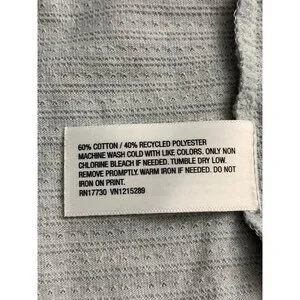 60% COTTON / 40% RECYCLED POLYESTER
MACHINE WASH COLD WITH LIKE COLORS. ONLY NON
CHLORINE BLEACH IF NEEDED. TUMBLE DRY LOW.
REMOVE PROMPTLY. WARM IRON IF NEEDED. DO NOT
IRON ON PRINT.
RN17730 VN1215289